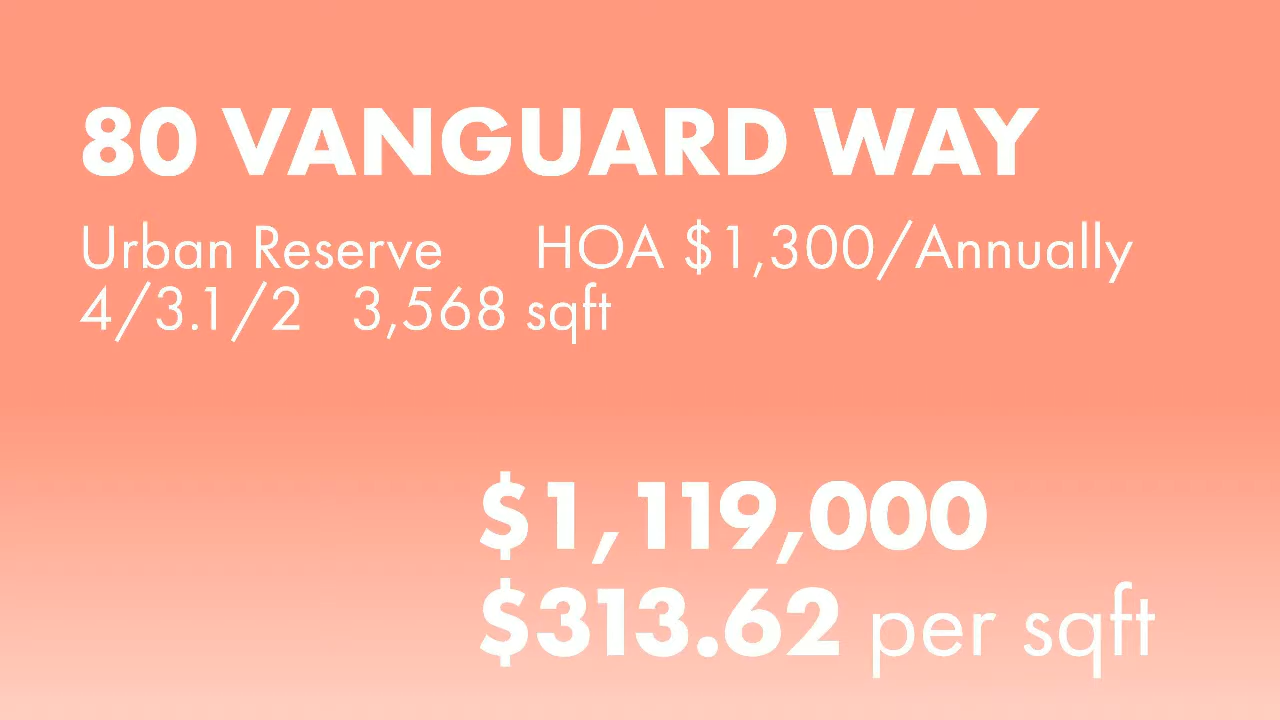 80 VANGUARD WAY
Urban Reserve HOA $1,300/Annually
4/3.1/2 3,568 sqft
$1,119,000
$313.62 per sqft